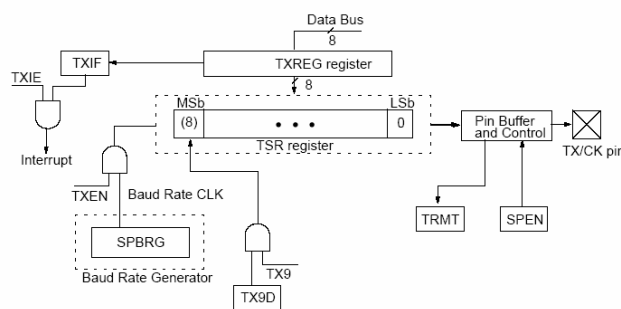 Data Bus
8
TXIF
TXREG register
TXIE
8
MSb
LSb
(8)
• • •
0
Pin Buffer
and Control
TSR register
TX/CK pin
Interrupt
TXEN
Baud Rate CLK
TRMT
SPEN
SPBRG
TX9
Baud Rate Generator
TX9D